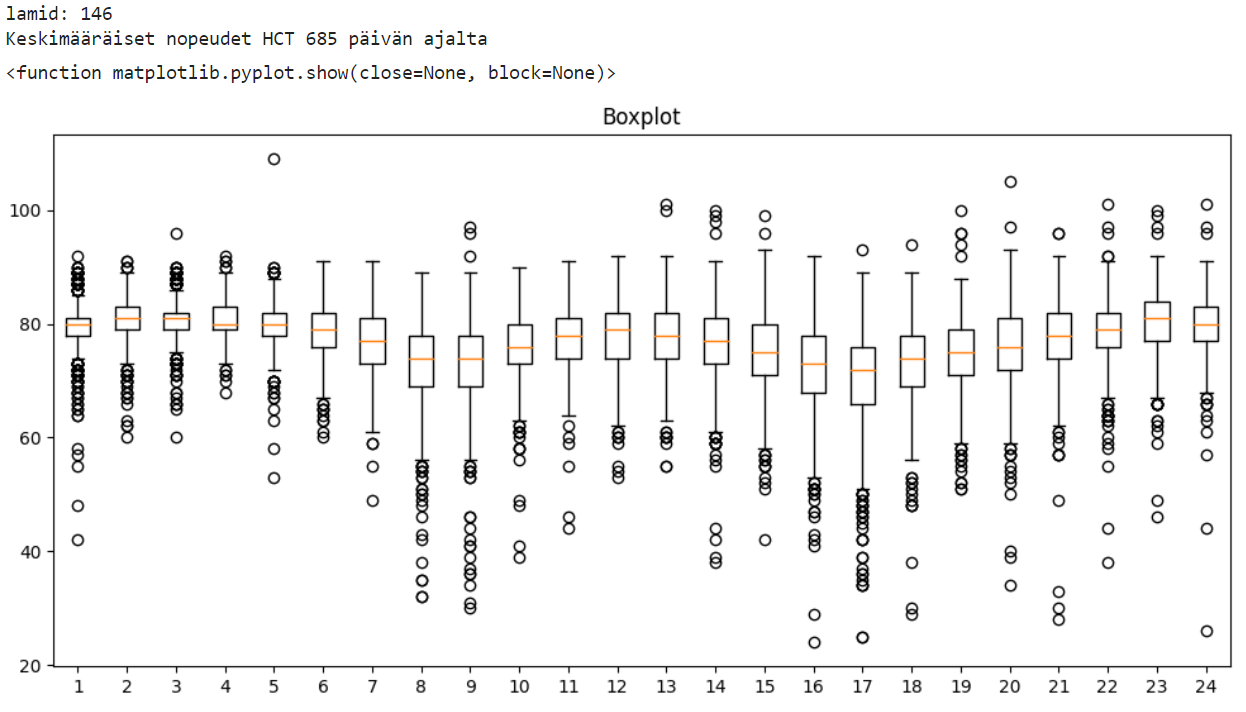 lamid: 146
Keskimääräiset nopeudet HCT 685 päivän ajalta
<function matplotlib.pyplot.show(close=None, block=None)>
Boxplot
100
80
60
40
20
1 2 3 4 5 6 7 8 9 10 11 12 13 14 15 16 17 18 19 20 21 22 23 24